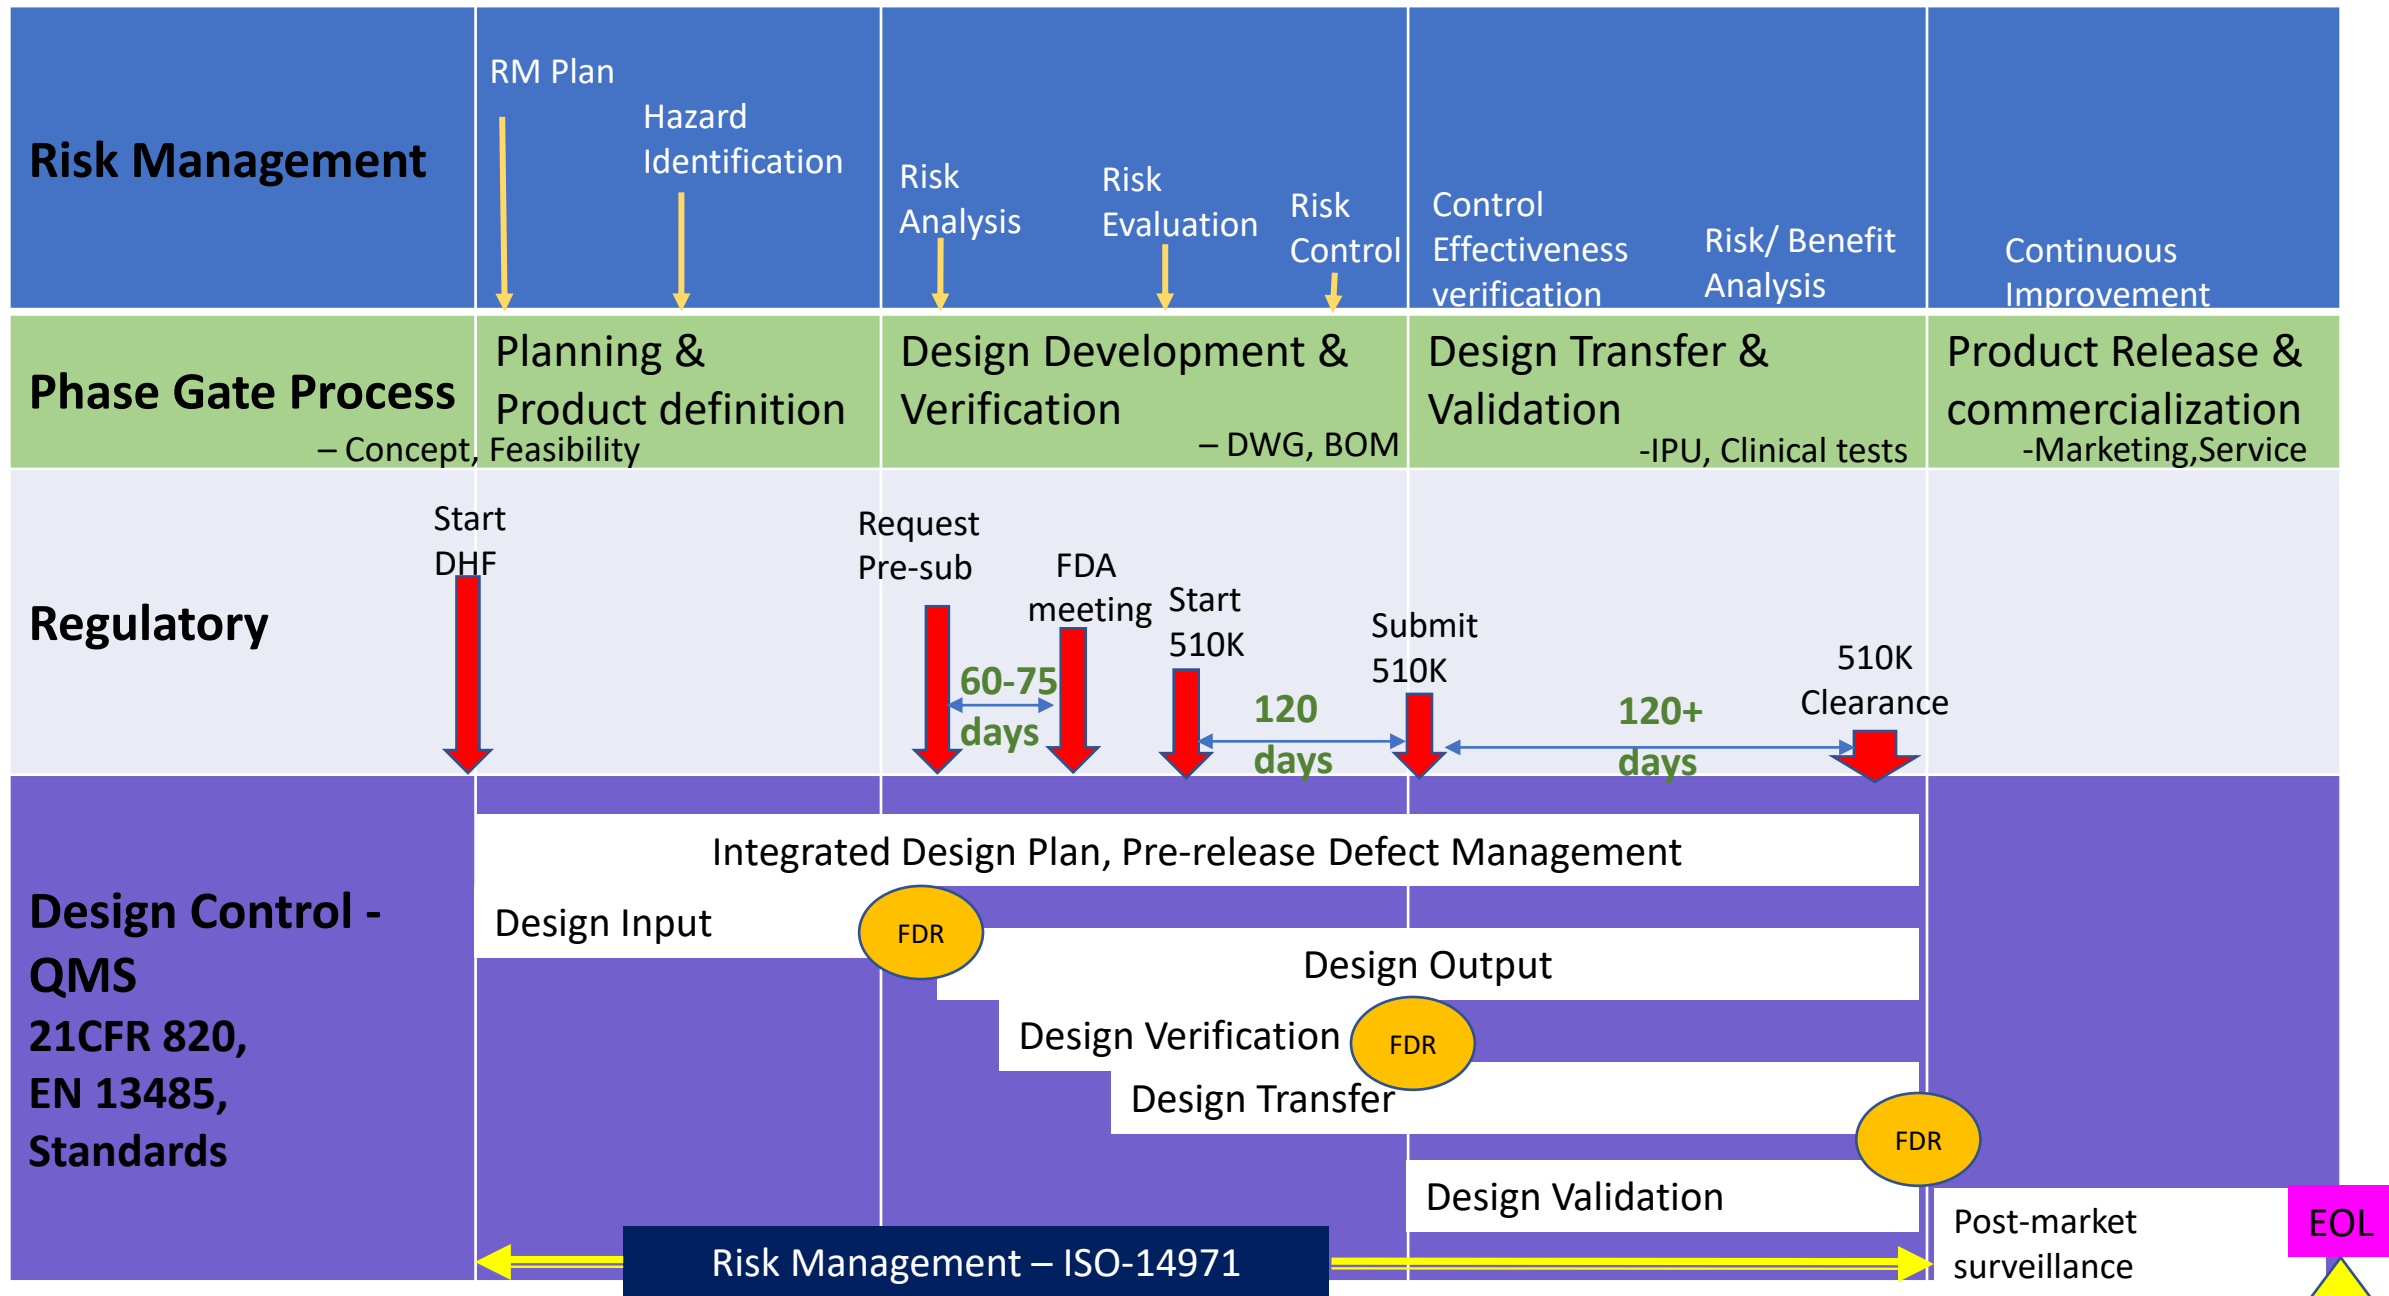 Risk Management
RM Plan
Hazard
Identification
Risk
Analysis
Risk
Evaluation
Risk
Control
Control
Effectiveness
verification
Risk/ Benefit
Analysis
Continuous
Improvement
Phase Gate Process
– Concept, Feasibility
Planning &
Product definition
Design Development &
Verification
– DWG, BOM
Design Transfer &
Validation
-IPU, Clinical tests
Product Release &
commercialization
-Marketing,Service
Regulatory
Start
DHF
Request
Pre-sub
60-75
days
FDA
meeting
Start
510K
120
days
Submit
510K
120+
days
510K
Clearance
Design Control -
QMS
21CFR 820,
EN 13485,
Standards
Integrated Design Plan, Pre-release Defect Management
Design Input
FDR
Design Output
Design Verification
FDR
Design Transfer
FDR
Design Validation
Post-market
surveillance
EOL
Risk Management – ISO-14971